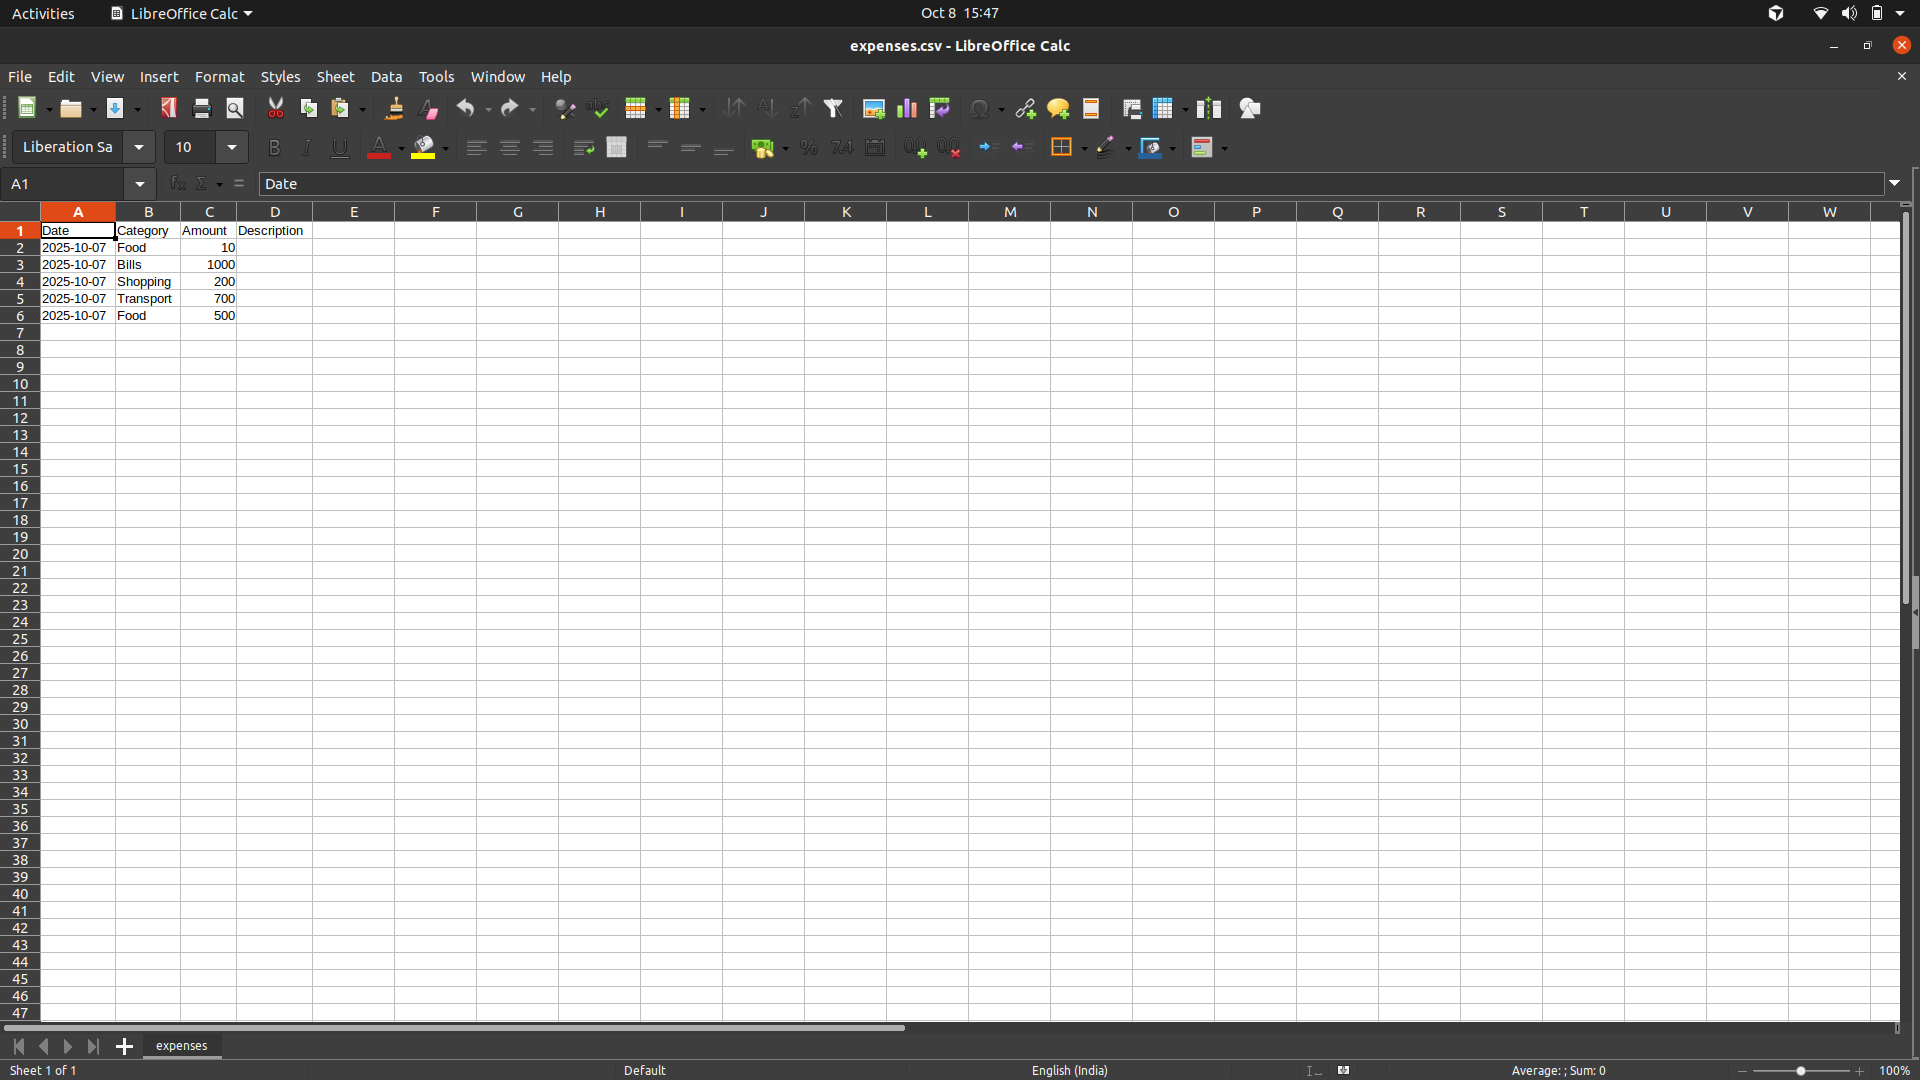 Activities LibreOffice Calc Oct 8 15:47
expenses.csv - LibreOffice Calc
File Edit View Insert Format Styles Sheet Data Tools Window Help
Liberation Sa 10
A1 Date
A B C D E F G H I J K L M N O P Q R S T U V W
1 Date Category Amount Description
2 2025-10-07 Food 10
3 2025-10-07 Bills 1000
4 2025-10-07 Shopping 200
5 2025-10-07 Transport 700
6 2025-10-07 Food 500
7
8
9
10
11
12
13
14
15
16
17
18
19
20
21
22
23
24
25
26
27
28
29
30
31
32
33
34
35
36
37
38
39
40
41
42
43
44
45
46
47
expenses
Sheet 1 of 1 Default English (India) Average: ; Sum: 0 100%